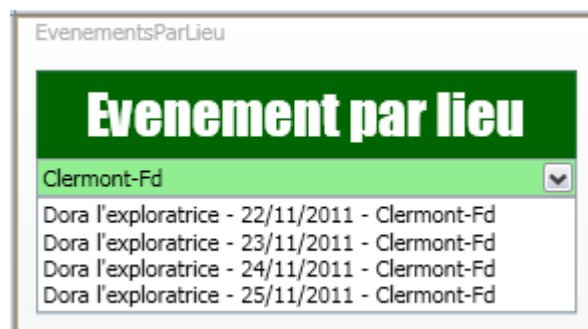 EvenementsParLieu
Evenement par lieu
Clermont-Fd
Dora l'exploratrice - 22/11/2011 - Clermont-Fd
Dora l'exploratrice - 23/11/2011 - Clermont-Fd
Dora l'exploratrice - 24/11/2011 - Clermont-Fd
Dora l'exploratrice - 25/11/2011 - Clermont-Fd